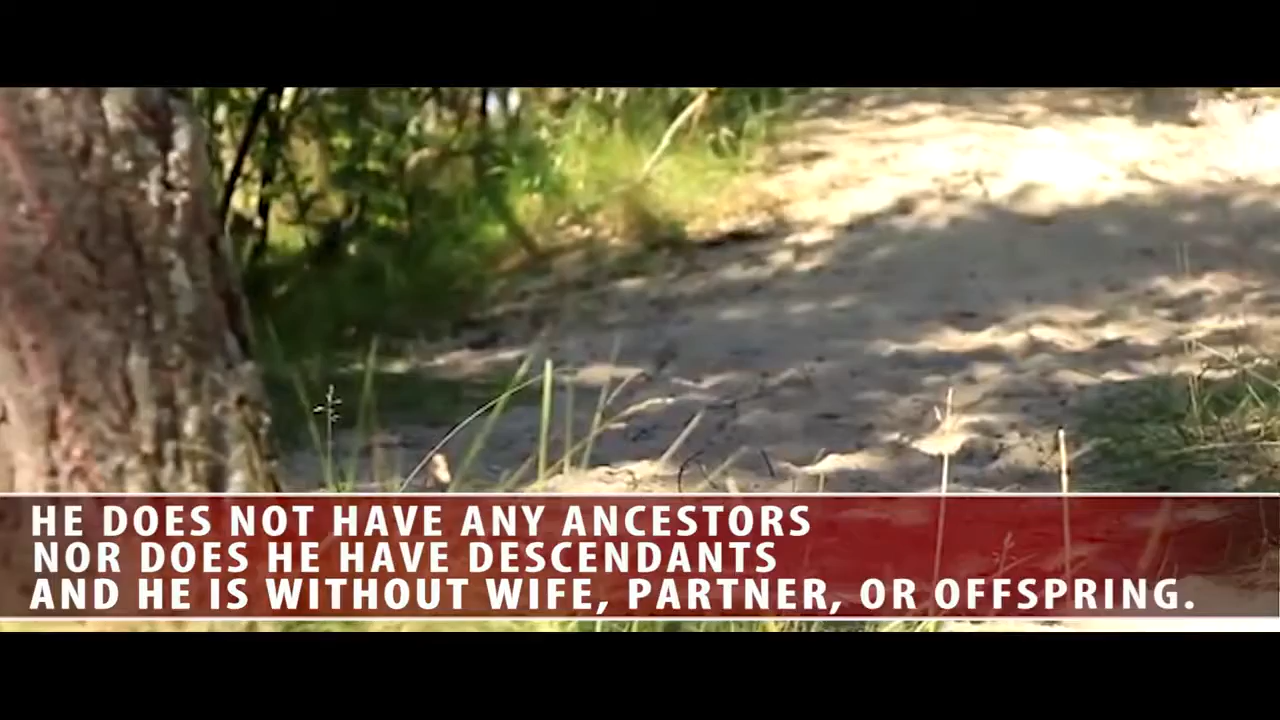 HE DOES NOT HAVE ANY ANCESTORS
NOR DOES HE HAVE DESCENDANTS
AND HE IS WITHOUT WIFE, PARTNER, OR OFFSPRING.